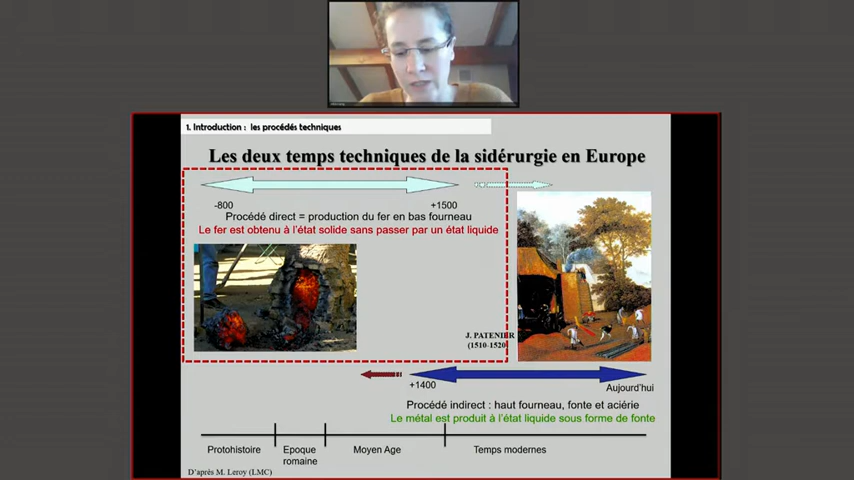 1. Introduction : les procédés techniques
Les deux temps techniques de la sidérurgie en Europe
-800
+1500
Procédé direct = production du fer en bas fourneau
Le fer est obtenu à l'état solide sans passer par un état liquide
J. PATENIER
(1510-1520)
+1400
Aujourd'hui
Procédé indirect : haut fourneau, fonte et aciérie
Le métal est produit à l'état liquide sous forme de fonte
Protohistoire
Epoque
romaine
Moyen Age
Temps modernes
D'après M. Leroy (LMC)